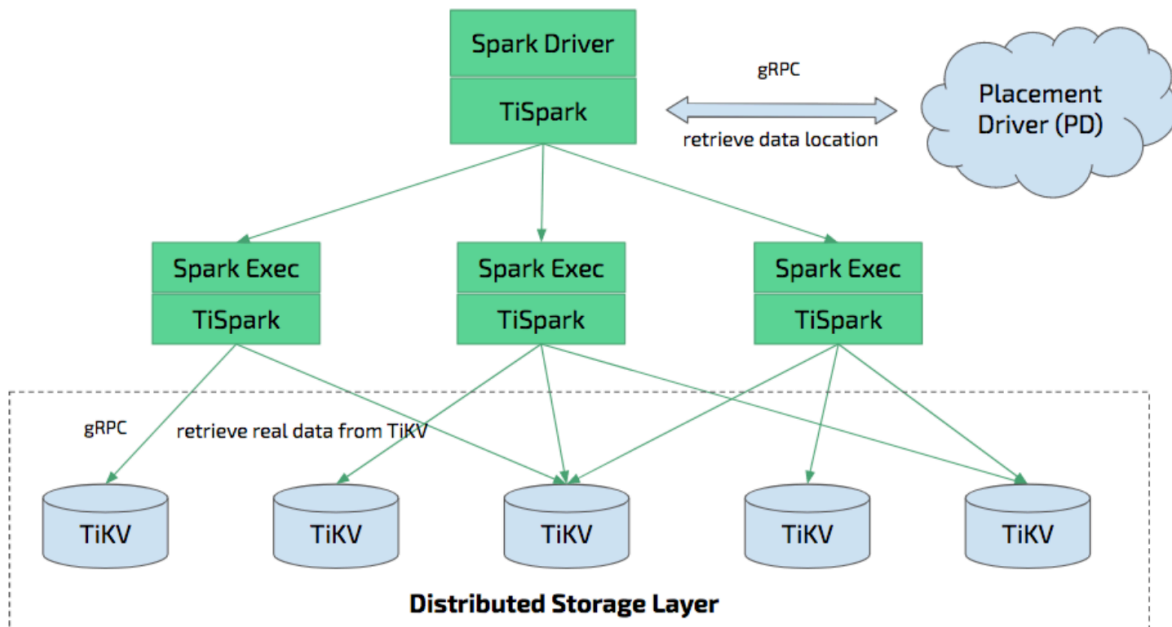 Spark Driver
TiSpark
gRPC
retrieve data location
Placement
Driver (PD)
Spark Exec
TiSpark
Spark Exec
TiSpark
Spark Exec
TiSpark
gRPC
retrieve real data from TiKV
TiKV
TiKV
TiKV
TiKV
TiKV
Distributed Storage Layer